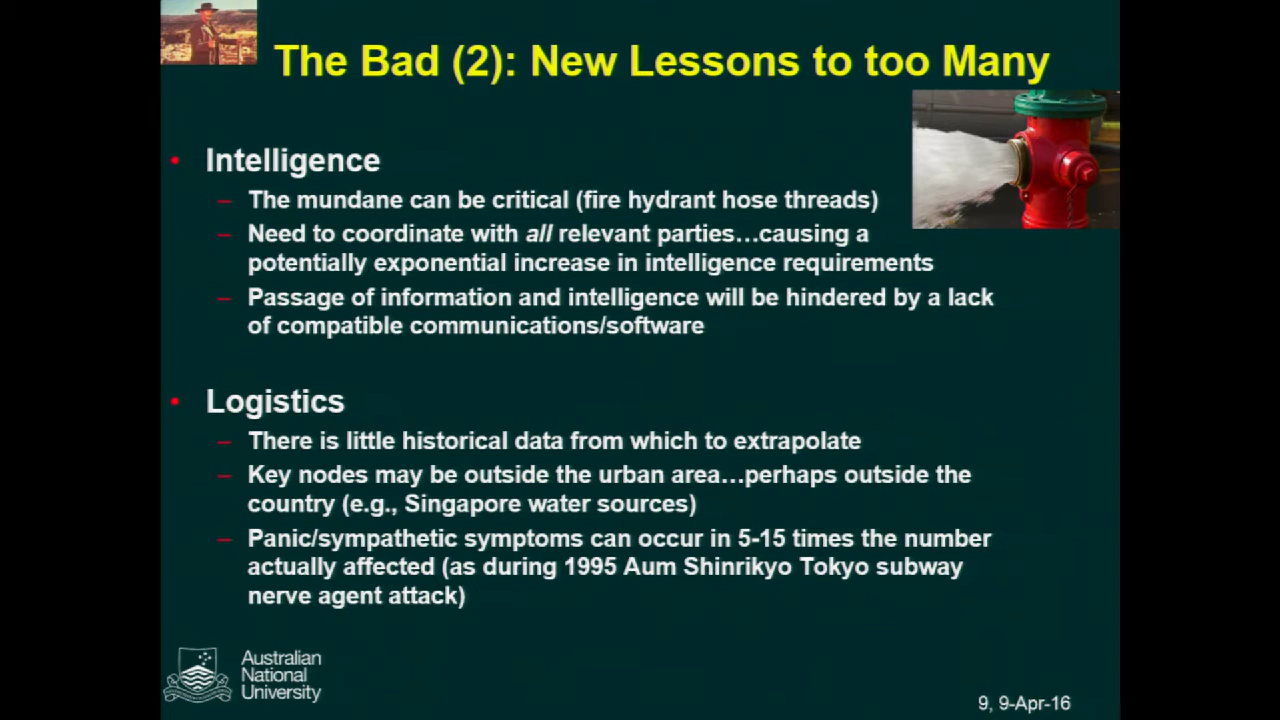 The Bad (2): New Lessons to too Many
• Intelligence
– The mundane can be critical (fire hydrant hose threads)
– Need to coordinate with all relevant parties…causing a
potentially exponential increase in intelligence requirements
– Passage of information and intelligence will be hindered by a lack
of compatible communications/software
• Logistics
– There is little historical data from which to extrapolate
– Key nodes may be outside the urban area…perhaps outside the
country (e.g., Singapore water sources)
– Panic/sympathetic symptoms can occur in 5-15 times the number
actually affected (as during 1995 Aum Shinrikyo Tokyo subway
nerve agent attack)
Australian
National
University
9, 9-Apr-16